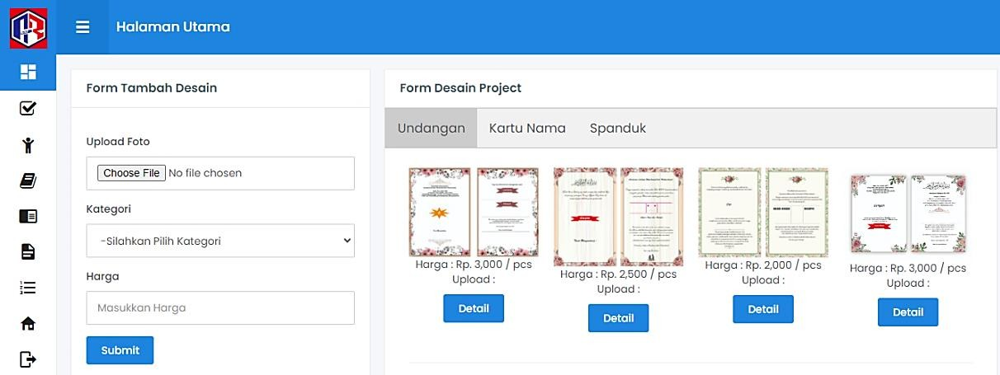 Halaman Utama
Form Tambah Desain
Upload Foto
Choose File No file chosen
Kategori
-Silahkan Pilih Kategori
Harga
Masukkan Harga
Submit
Form Desain Project
Undangan Kartu Nama Spanduk
Harga : Rp. 3,000 / pcs
Upload :
Detail
Harga : Rp. 2,500 / pcs
Upload :
Detail
Harga : Rp. 2,000 / pcs
Upload :
Detail
Harga : Rp. 3,000 / pcs
Upload :
Detail